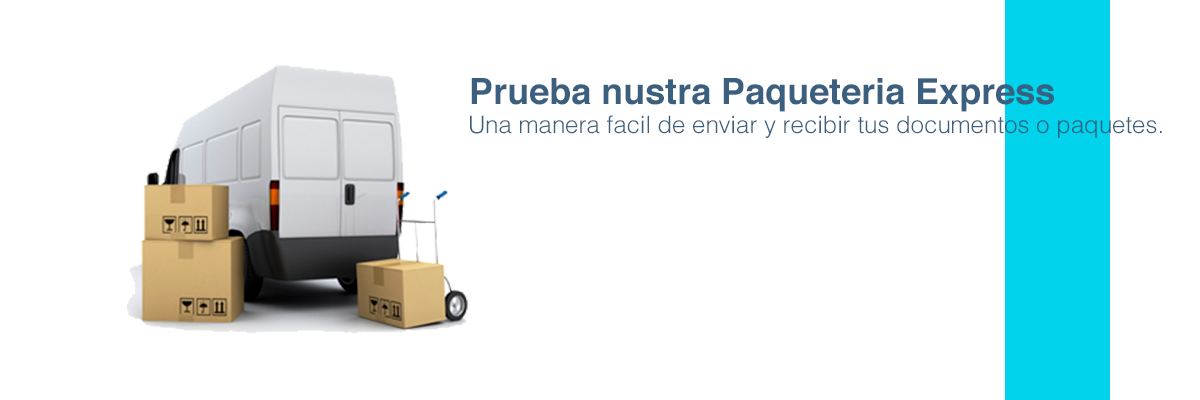 Prueba nustra Paqueteria Express
Una manera facil de enviar y recibir tus documentos o paquetes.